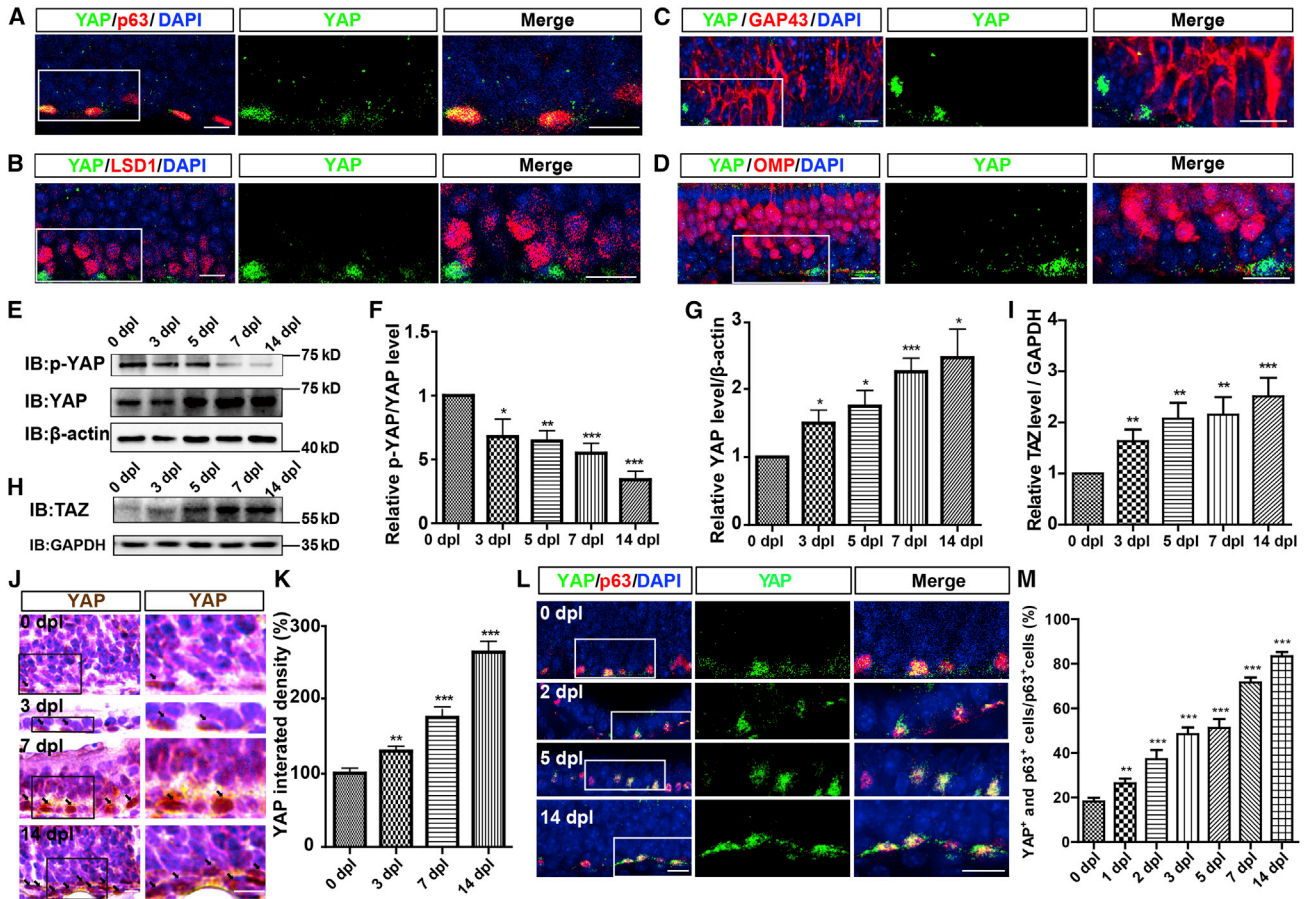 A
YAP/p63/DAPI
YAP
Merge
C
YAP/GAP43/DAPI
YAP
Merge
B
YAP/LSD1/DAPI
YAP
Merge
D
YAP/OMP/DAPI
YAP
Merge
E
0 dpl
3 dpl
5 dpl
7 dpl
14 dpl
IB:p-YAP
75 kD
IB:YAP
75 kD
IB:β-actin
40 kD
H
0 dpl
3 dpl
5 dpl
7 dpl
14 dpl
IB:TAZ
55 kD
IB:GAPDH
35 kD
F
Relative p-YAP/YAP level
1.5
1
5
0
*
**
***
***
0 dpl
3 dpl
5 dpl
7 dpl
14 dpl
G
Relative YAP level/β-actin
3
2
1
0
*
*
***
*
0 dpl
3 dpl
5 dpl
7 dpl
14 dpl
I
Relative TAZ level / GAPDH
4
3
2
1
0
**
**
**
***
0 dpl
3 dpl
5 dpl
7 dpl
14 dpl
J
YAP
YAP
0 dpl
3 dpl
7 dpl
14 dpl
K
YAP interated density (%)
300
200
100
0
**
***
***
0 dpl
3 dpl
7 dpl
14 dpl
L
YAP/p63/DAPI
YAP
Merge
0 dpl
2 dpl
5 dpl
14 dpl
M
YAP⁺ and p63⁺ cells/p63⁺cells (%)
100
80
60
40
20
0
**
***
***
***
***
***
0 dpl
1 dpl
2 dpl
3 dpl
5 dpl
7 dpl
14 dpl